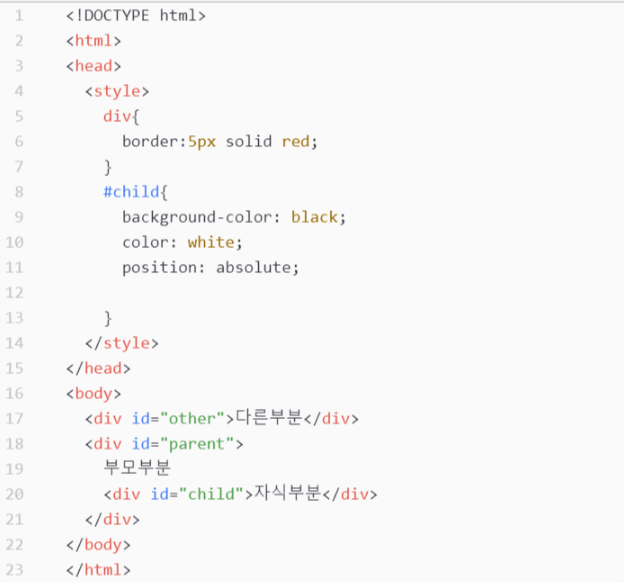 1 <!DOCTYPE html>
2 <html>
3 <head>
4   <style>
5     div{
6       border:5px solid red;
7     }
8     #child{
9       background-color: black;
10       color: white;
11       position: absolute;
12
13     }
14   </style>
15 </head>
16 <body>
17   <div id="other">다른부분</div>
18   <div id="parent">
19     부모부분
20     <div id="child">자식부분</div>
21   </div>
22 </body>
23 </html>